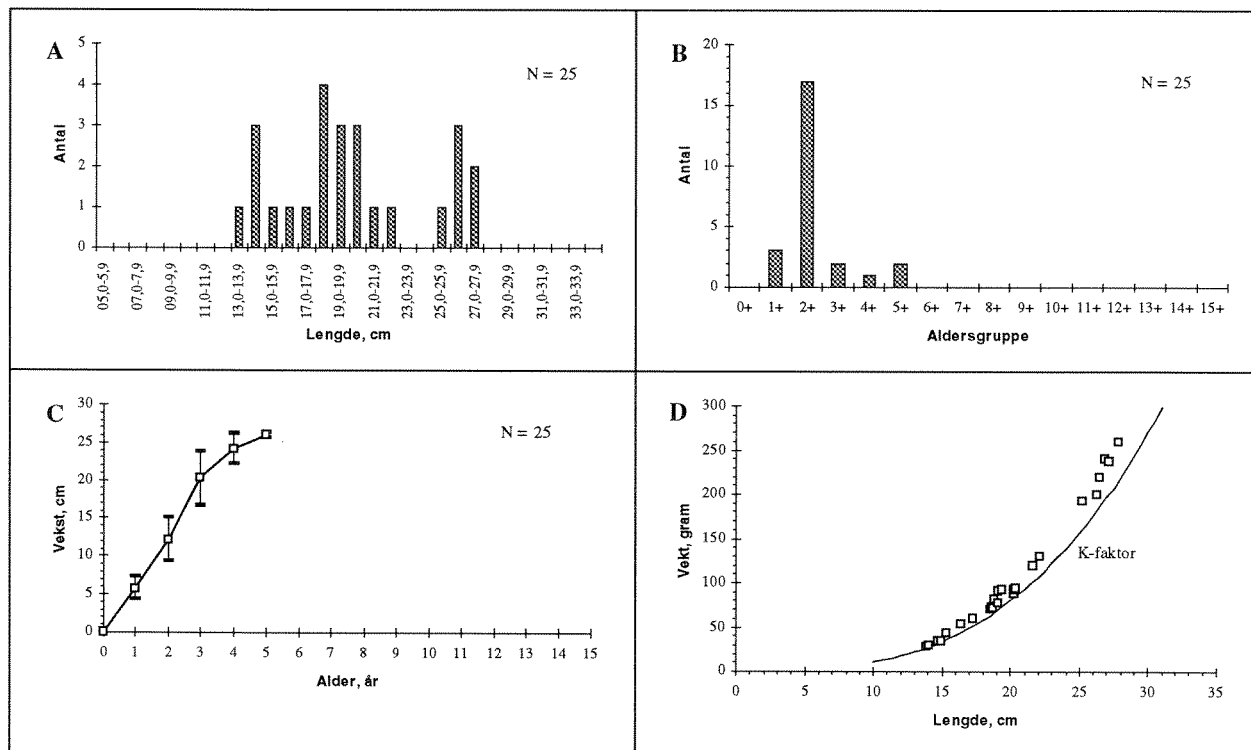 A
5
4
3
2
1
0
Antal
N = 25
05,0-5,9
07,0-7,9
09,0-9,9
11,0-11,9
13,0-13,9
15,0-15,9
17,0-17,9
19,0-19,9
21,0-21,9
23,0-23,9
25,0-25,9
27,0-27,9
29,0-29,9
31,0-31,9
33,0-33,9
Lengde, cm
B
20
15
10
5
0
Antal
N = 25
0+ 1+ 2+ 3+ 4+ 5+ 6+ 7+ 8+ 9+ 10+ 11+ 12+ 13+ 14+ 15+
Aldersgruppe
C
30
25
20
15
10
5
0
Vekst, cm
N = 25
0 1 2 3 4 5 6 7 8 9 10 11 12 13 14 15
Alder, år
D
300
250
200
150
100
50
0
Vekt, gram
K-faktor
0 5 10 15 20 25 30 35
Lengde, cm